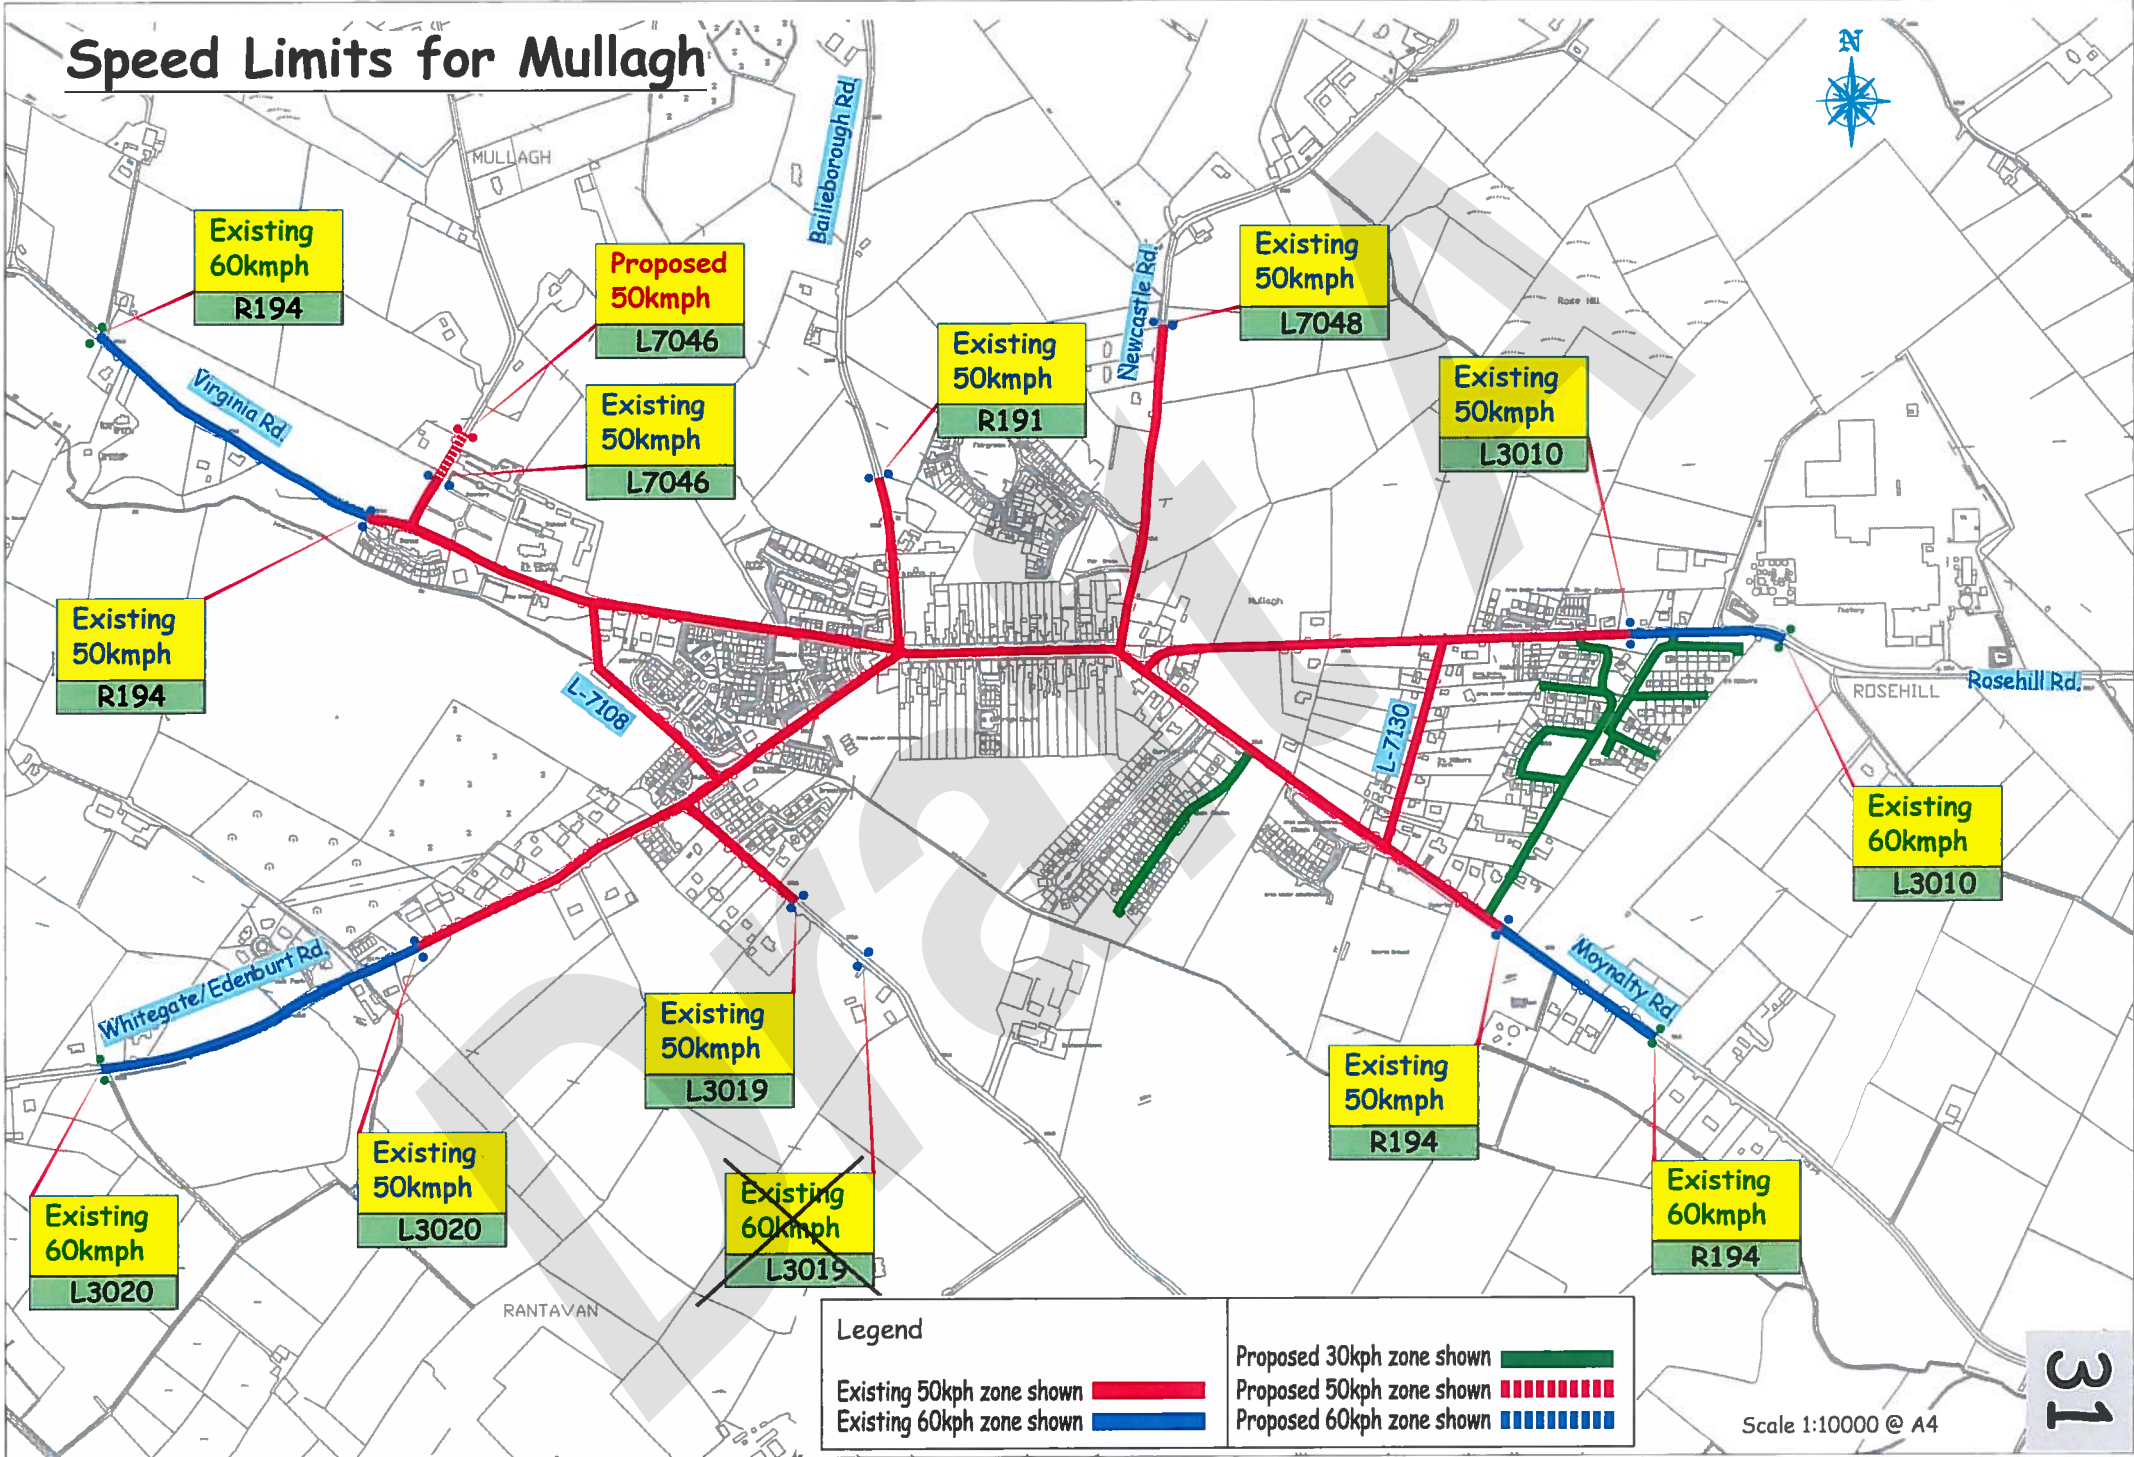 Speed Limits for Mullagh
N
Bailieborough Rd.
MULLAGH
Existing
60kmph
R194
Proposed
50kmph
L7046
Existing
50kmph
L7048
Newcastle Rd.
Rose Hill
Existing
50kmph
R191
Existing
50kmph
L3010
Virginia Rd.
Existing
50kmph
L7046
Existing
50kmph
R194
Mullagh
Factory
L-7108
L-7130
ROSEHILL
Rosehill Rd.
Existing
60kmph
L3010
Whitegate/Edenburt Rd.
Moynalty Rd.
Existing
50kmph
L3019
Existing
50kmph
R194
Existing
50kmph
L3020
Existing
60kmph
L3019
Existing
60kmph
R194
Existing
60kmph
L3020
RANTAVAN
Draft A
Legend
Existing 50kph zone shown
Existing 60kph zone shown
Proposed 30kph zone shown
Proposed 50kph zone shown
Proposed 60kph zone shown
Scale 1:10000 @ A4
31